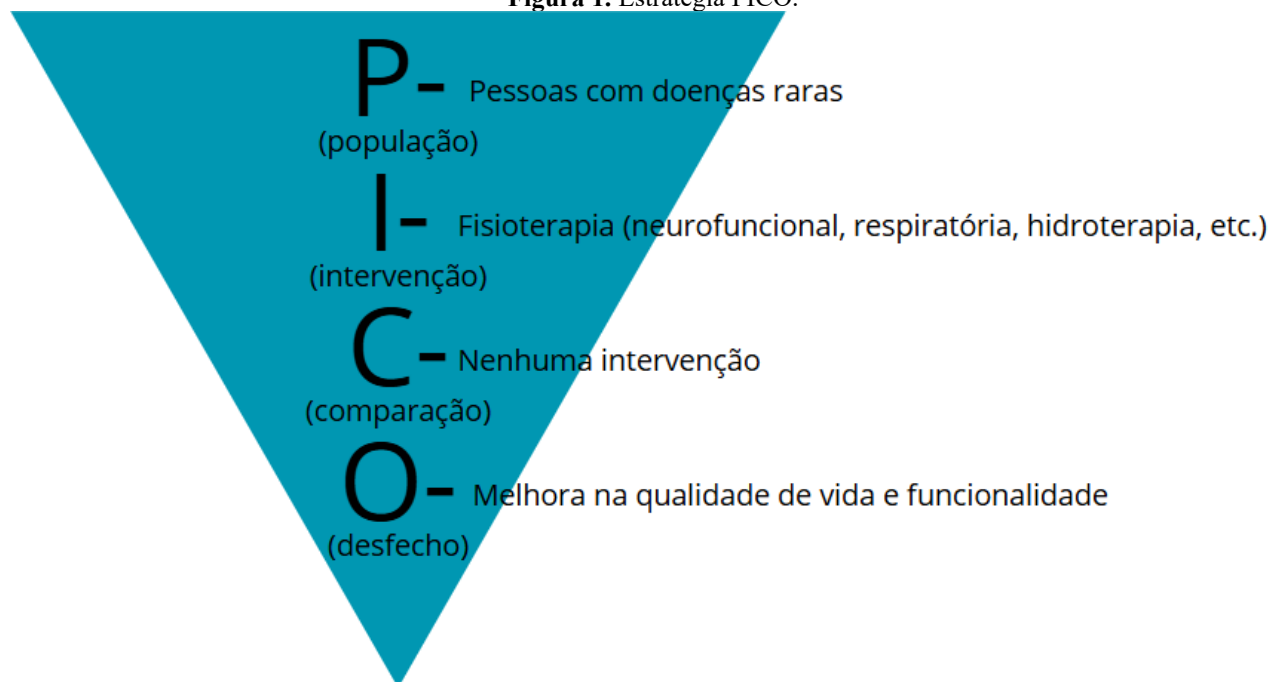 Figura 1. Estratégia PICO.
P- Pessoas com doenças raras
(população)
I- Fisioterapia (neurofuncional, respiratória, hidroterapia, etc.)
(intervenção)
C- Nenhuma intervenção
(comparação)
O- Melhora na qualidade de vida e funcionalidade
(desfecho)